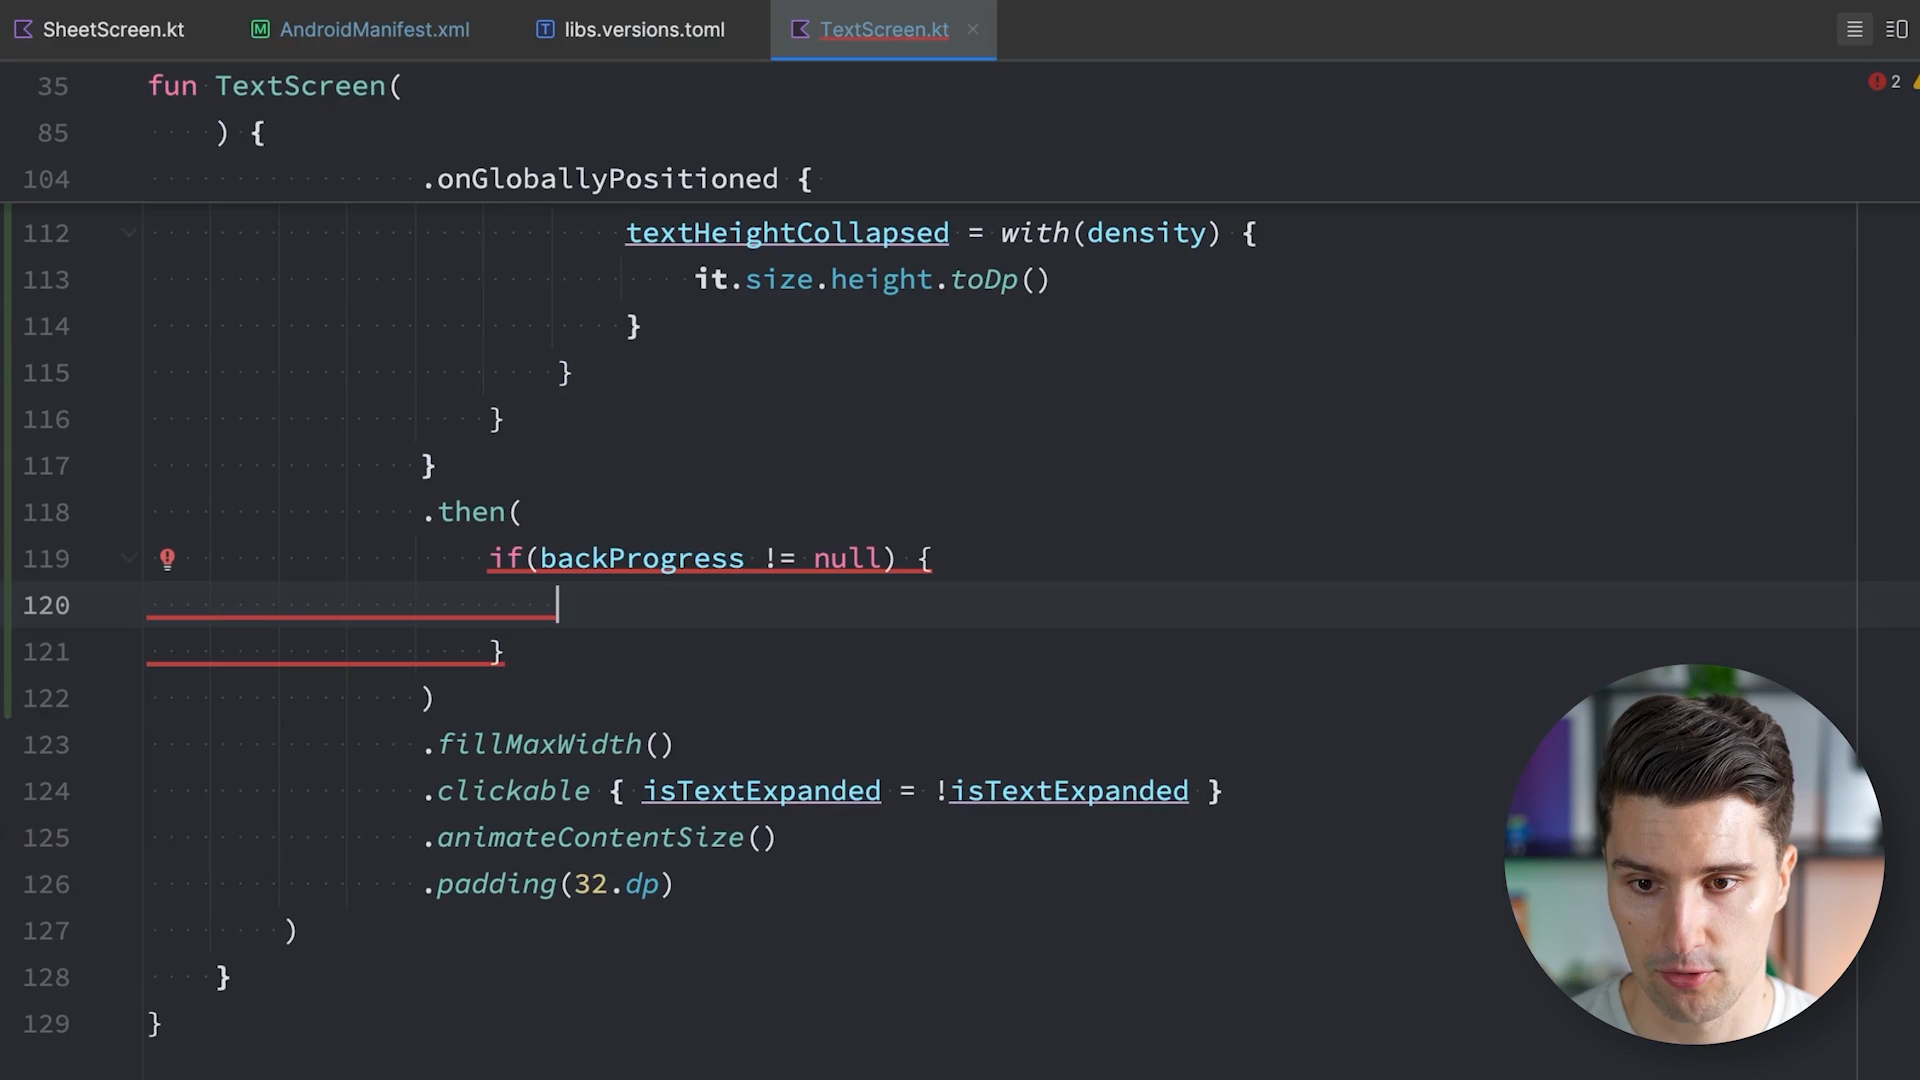 SheetScreen.kt AndroidManifest.xml libs.versions.toml TextScreen.kt
35 fun TextScreen(
2
85 ) {
104 .onGloballyPositioned {
112 textHeightCollapsed = with(density) {
113 it.size.height.toDp()
114 }
115 }
116 }
117 }
118 .then(
119 if(backProgress != null) {
120
121 }
122 )
123 .fillMaxWidth()
124 .clickable { isTextExpanded = !isTextExpanded }
125 .animateContentSize()
126 .padding(32.dp)
127 )
128 }
129 }